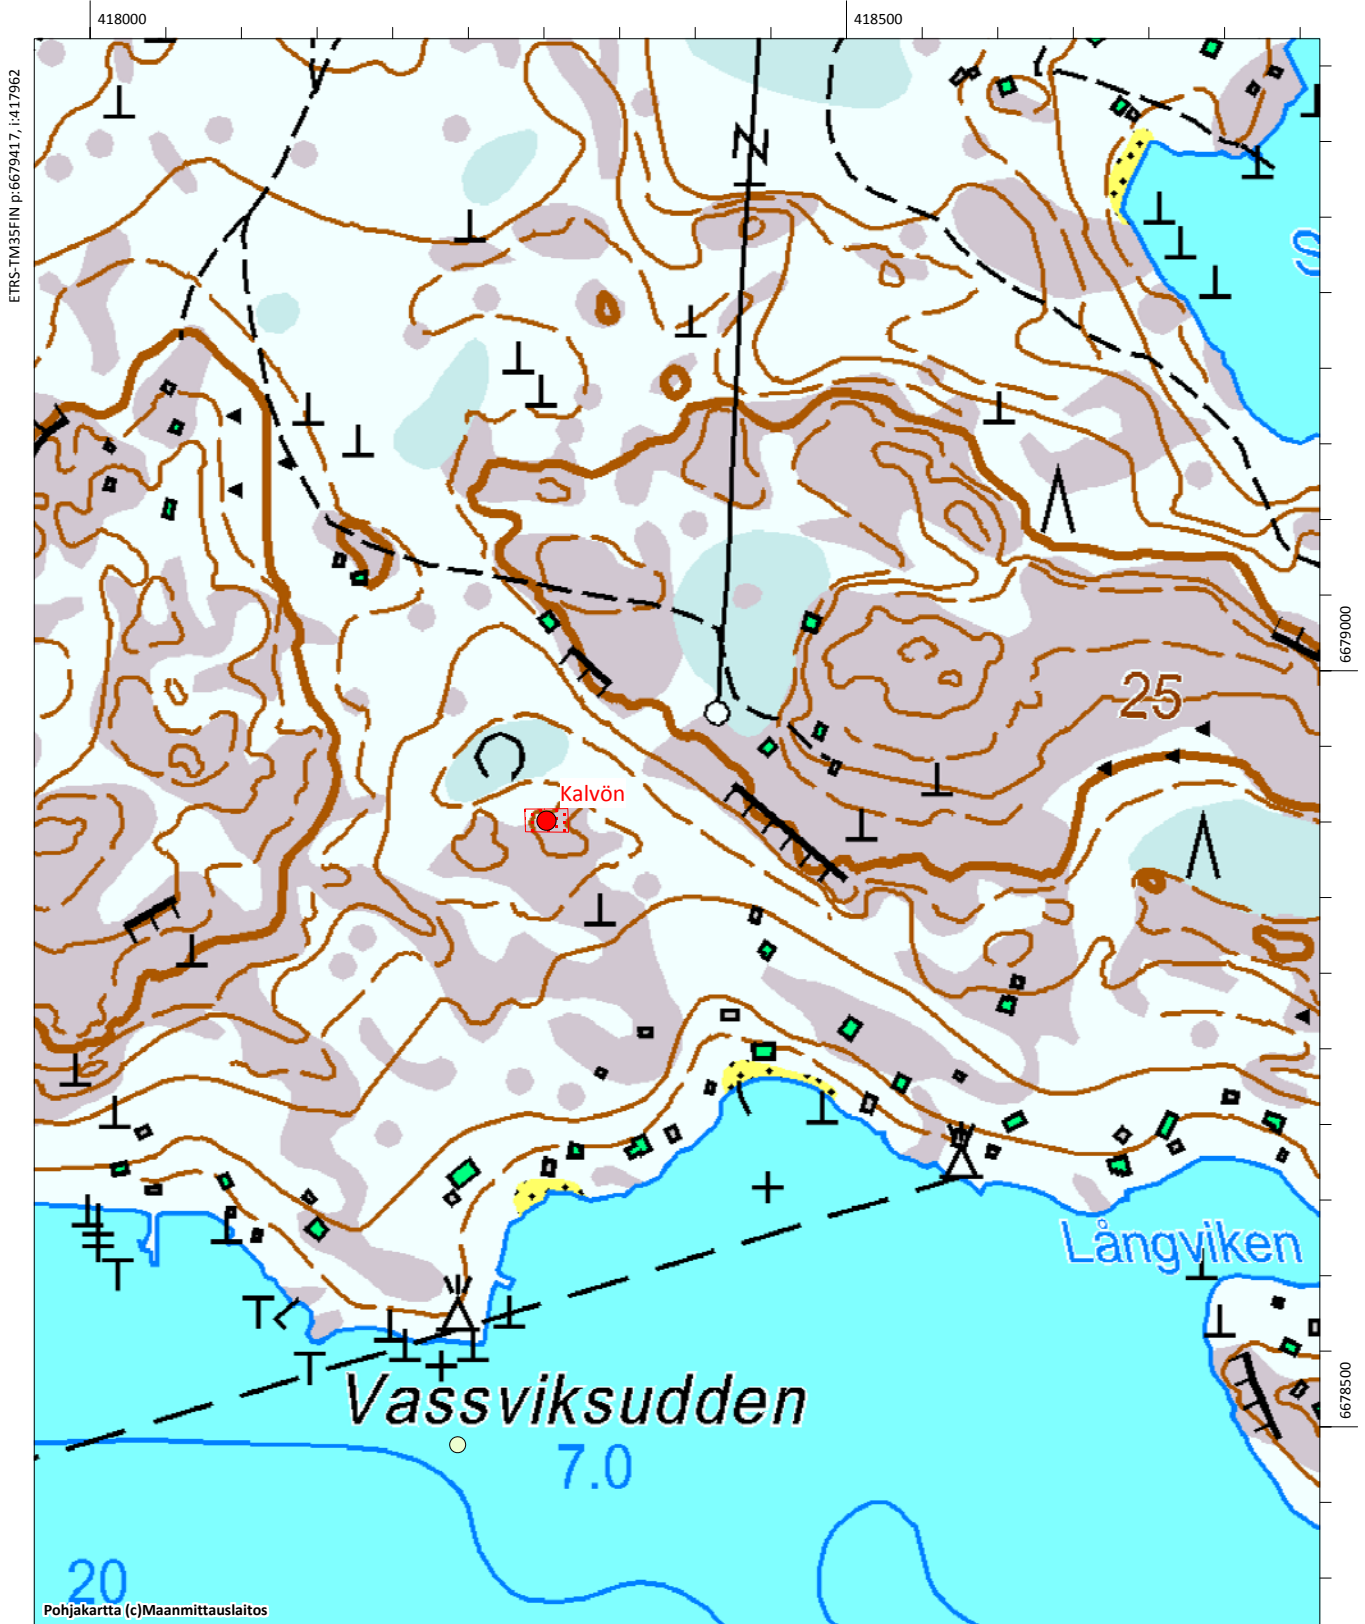 418000
418500
ETRS-TM35FIN p:6679417, i:417962
N
S
6679000
25
Kalvön
Långviken
Vassviksudden
6678500
7.0
20
Pohjakartta (c)Maanmittauslaitos